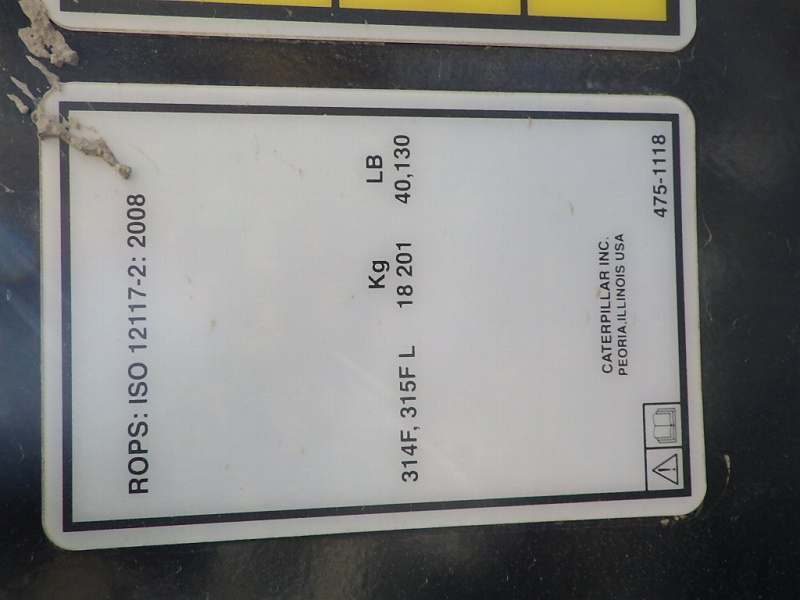 ROPS: ISO 12117-2: 2008
Kg LB
314F, 315F L 18 201 40,130
CATERPILLAR INC.
PEORIA, ILLINOIS USA
475-1118